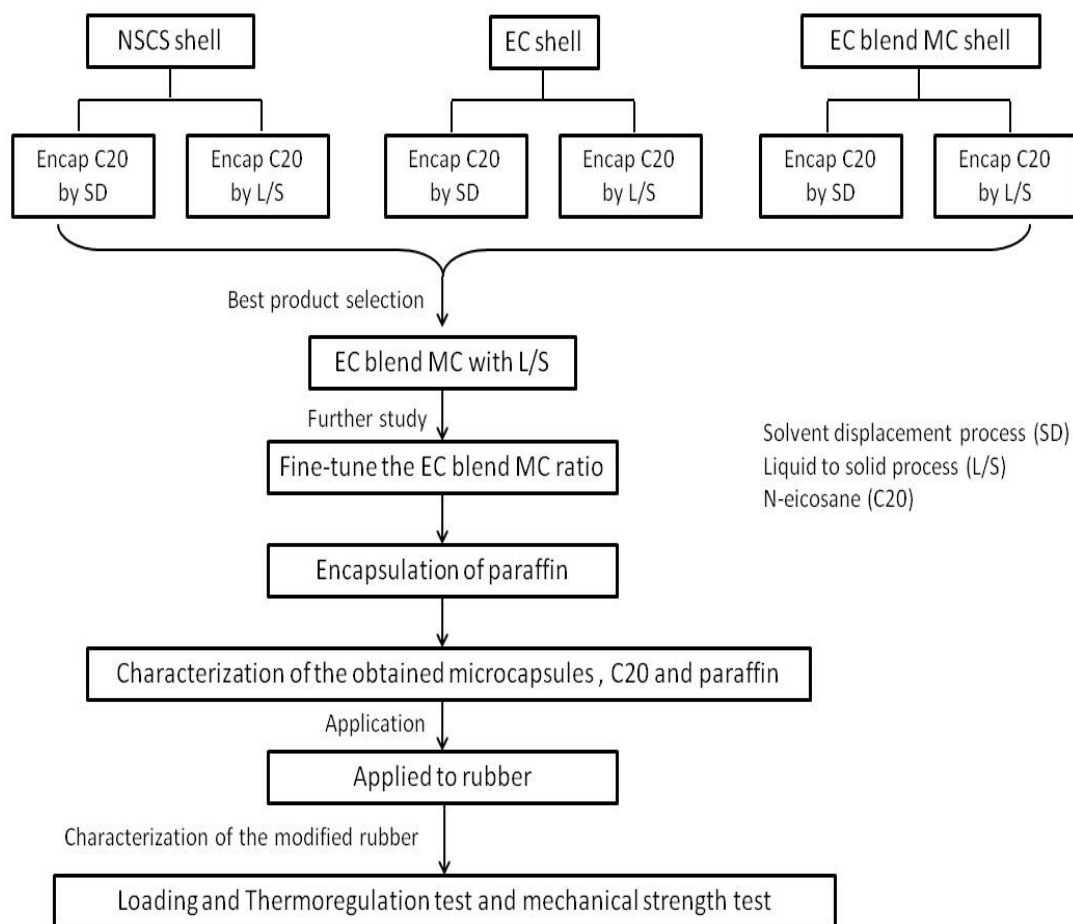 NSCS shell
EC shell
EC blend MC shell
Encap C20
by SD
Encap C20
by L/S
Encap C20
by SD
Encap C20
by L/S
Encap C20
by SD
Encap C20
by L/S
Best product selection
EC blend MC with L/S
Further study
Fine-tune the EC blend MC ratio
Solvent displacement process (SD)
Liquid to solid process (L/S)
N-eicosane (C20)
Encapsulation of paraffin
Characterization of the obtained microcapsules , C20 and paraffin
Application
Applied to rubber
Characterization of the modified rubber
Loading and Thermoregulation test and mechanical strength test